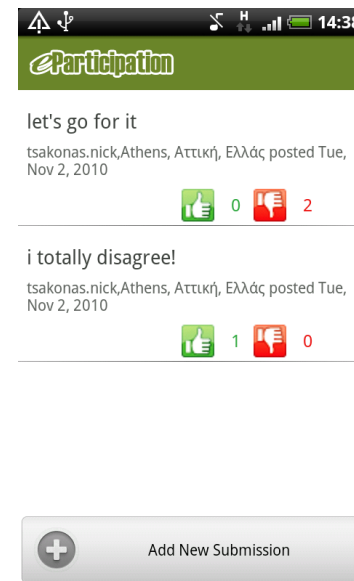 H 14:38
eParticipation
let's go for it
tsakonas.nick,Athens, Αττική, Ελλάς posted Tue,
Nov 2, 2010
0 2
i totally disagree!
tsakonas.nick,Athens, Αττική, Ελλάς posted Tue,
Nov 2, 2010
1 0
Add New Submission